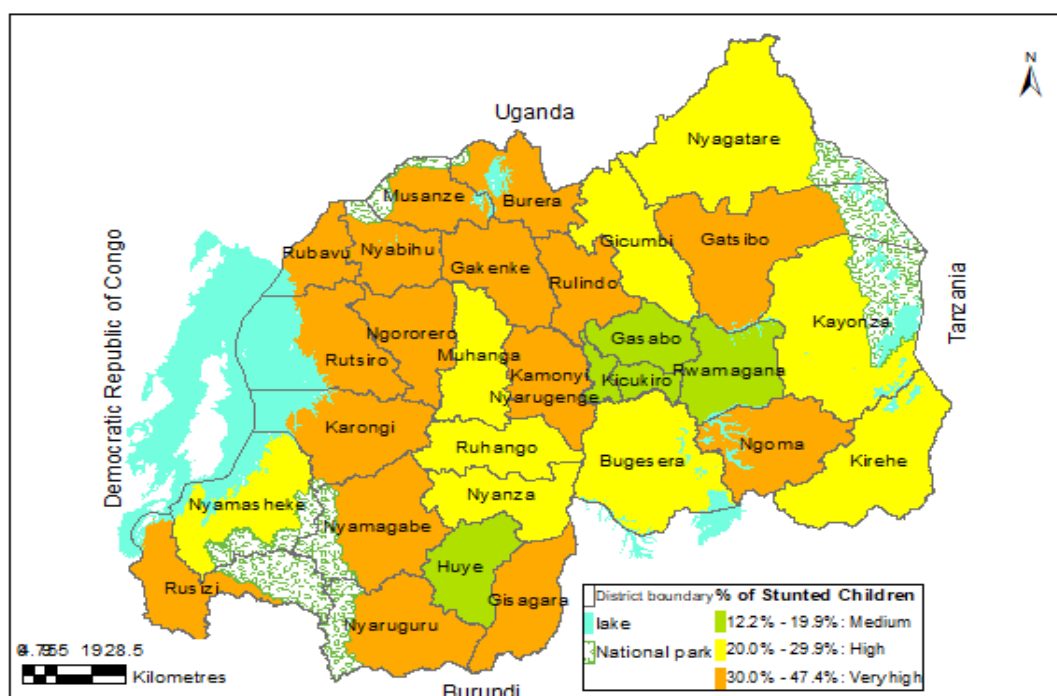 N
Uganda
Nyagatare
Musanze
Burera
Gicumbi
Gatsibo
Rubavu
Nyabihu
Gakenke
Rulindo
Democratic Republic of Congo
Tanzania
Kayonza
Ngororero
Gasabo
Rutsiro
Muhanga
Kamonyi
Kicukiro
Rwamagana
Nyarugenge
Karongi
Ruhango
Bugesera
Ngoma
Kirehe
Nyamasheke
Nyanza
Nyamagabe
Huye
Rusizi
Gisagara
Nyaruguru
District boundary
lake
National park
% of Stunted Children
12.2% - 19.9% : Medium
20.0% - 29.9% : High
30.0% - 47.4% : Very high
1928.5
Kilometres
Burundi